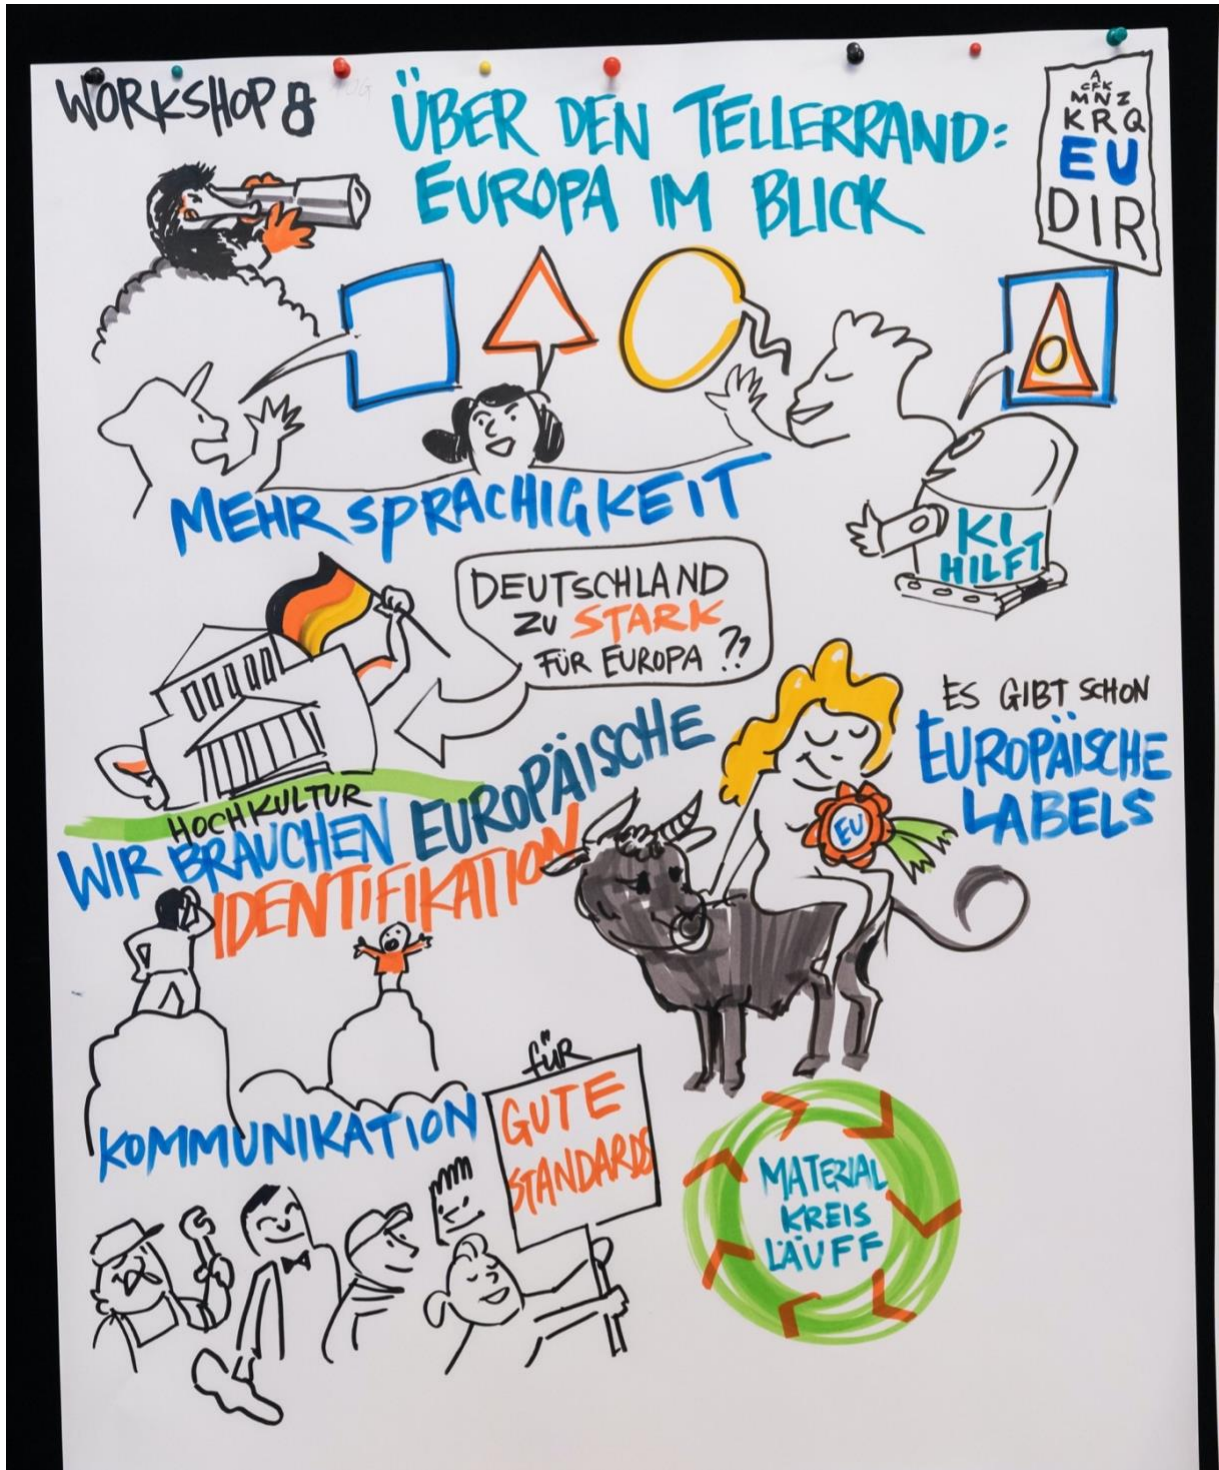 WORKSHOP 8
ÜBER DEN TELLERRAND:
EUROPA IM BLICK
A
CFK
MNZ
KRQ
EU
DIR
MEHRSPRACHIGKEIT
KI
HILFT
DEUTSCHLAND
ZU STARK
FÜR EUROPA ??
HOCHKULTUR
WIR BRAUCHEN EUROPÄISCHE
IDENTIFIKATION
ES GIBT SCHON
EUROPÄISCHE
LABELS
EU
KOMMUNIKATION
für
GUTE
STANDARDS
MATERIAL
KREIS
LÄUFF